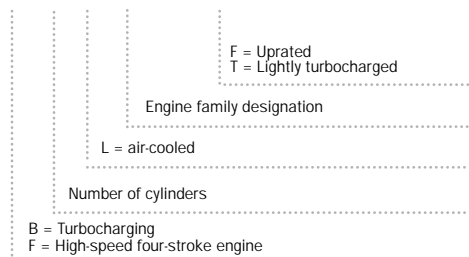 F = Uprated
T = Lightly turbocharged
Engine family designation
L = air-cooled
Number of cylinders
B = Turbocharging
F = High-speed four-stroke engine